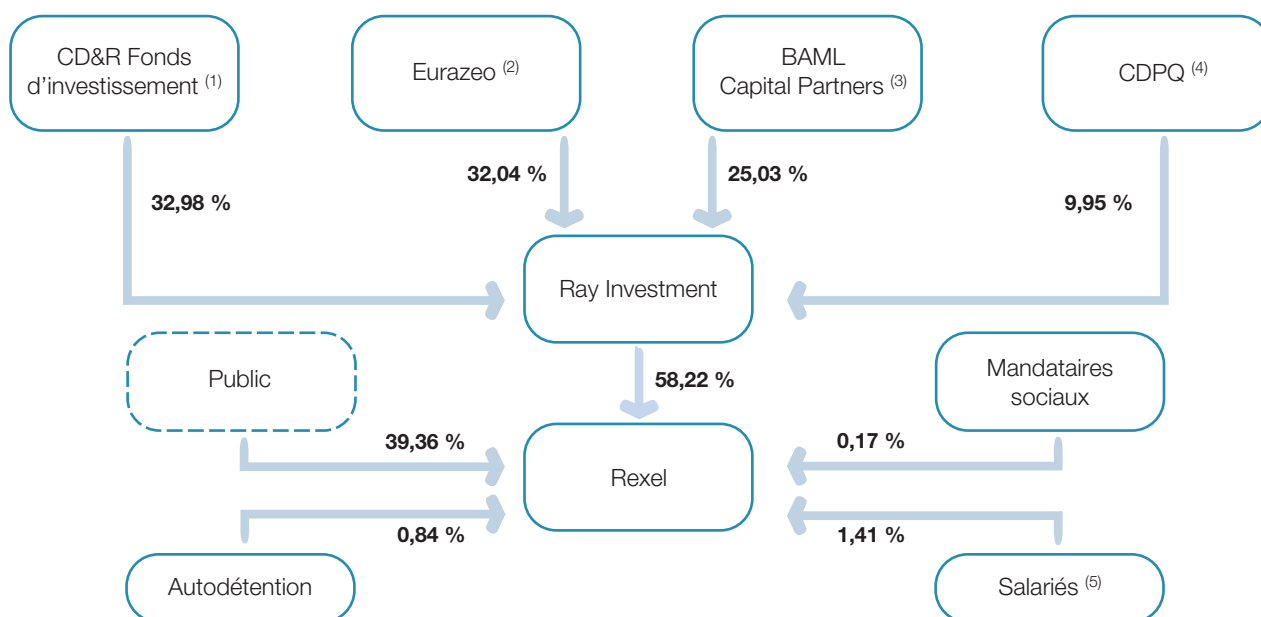 CD&R Fonds
d’investissement (1)
Eurazeo (2)
BAML
Capital Partners (3)
CDPQ (4)
32,98 %
32,04 %
25,03 %
9,95 %
Ray Investment
58,22 %
Public
Mandataires
sociaux
39,36 %
0,17 %
Rexel
0,84 %
1,41 %
Autodétention
Salariés (5)